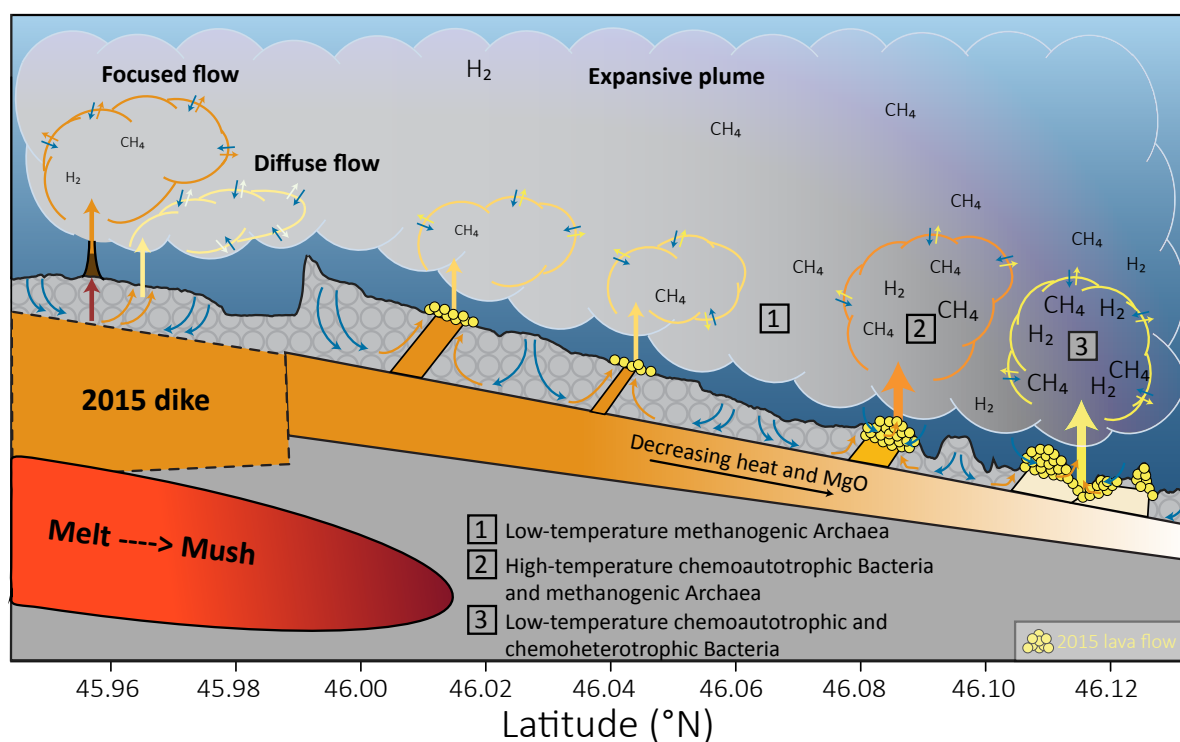 Focused flow
H₂
Expansive plume
CH₄
CH₄
CH₄
H₂
Diffuse flow
CH₄
CH₄
CH₄
CH₄
CH₄
H₂
CH₄
CH₄
CH₄
H₂
CH₄
CH₄
H₂
H₂
CH₄
CH₄
H₂
H₂
1
2
3
2015 dike
Decreasing heat and MgO
Melt ----> Mush
1 Low-temperature methanogenic Archaea
2 High-temperature chemoautotrophic Bacteria
and methanogenic Archaea
3 Low-temperature chemoautotrophic and
chemoheterotrophic Bacteria
2015 lava flow
45.96 45.98 46.00 46.02 46.04 46.06 46.08 46.10 46.12
Latitude (°N)